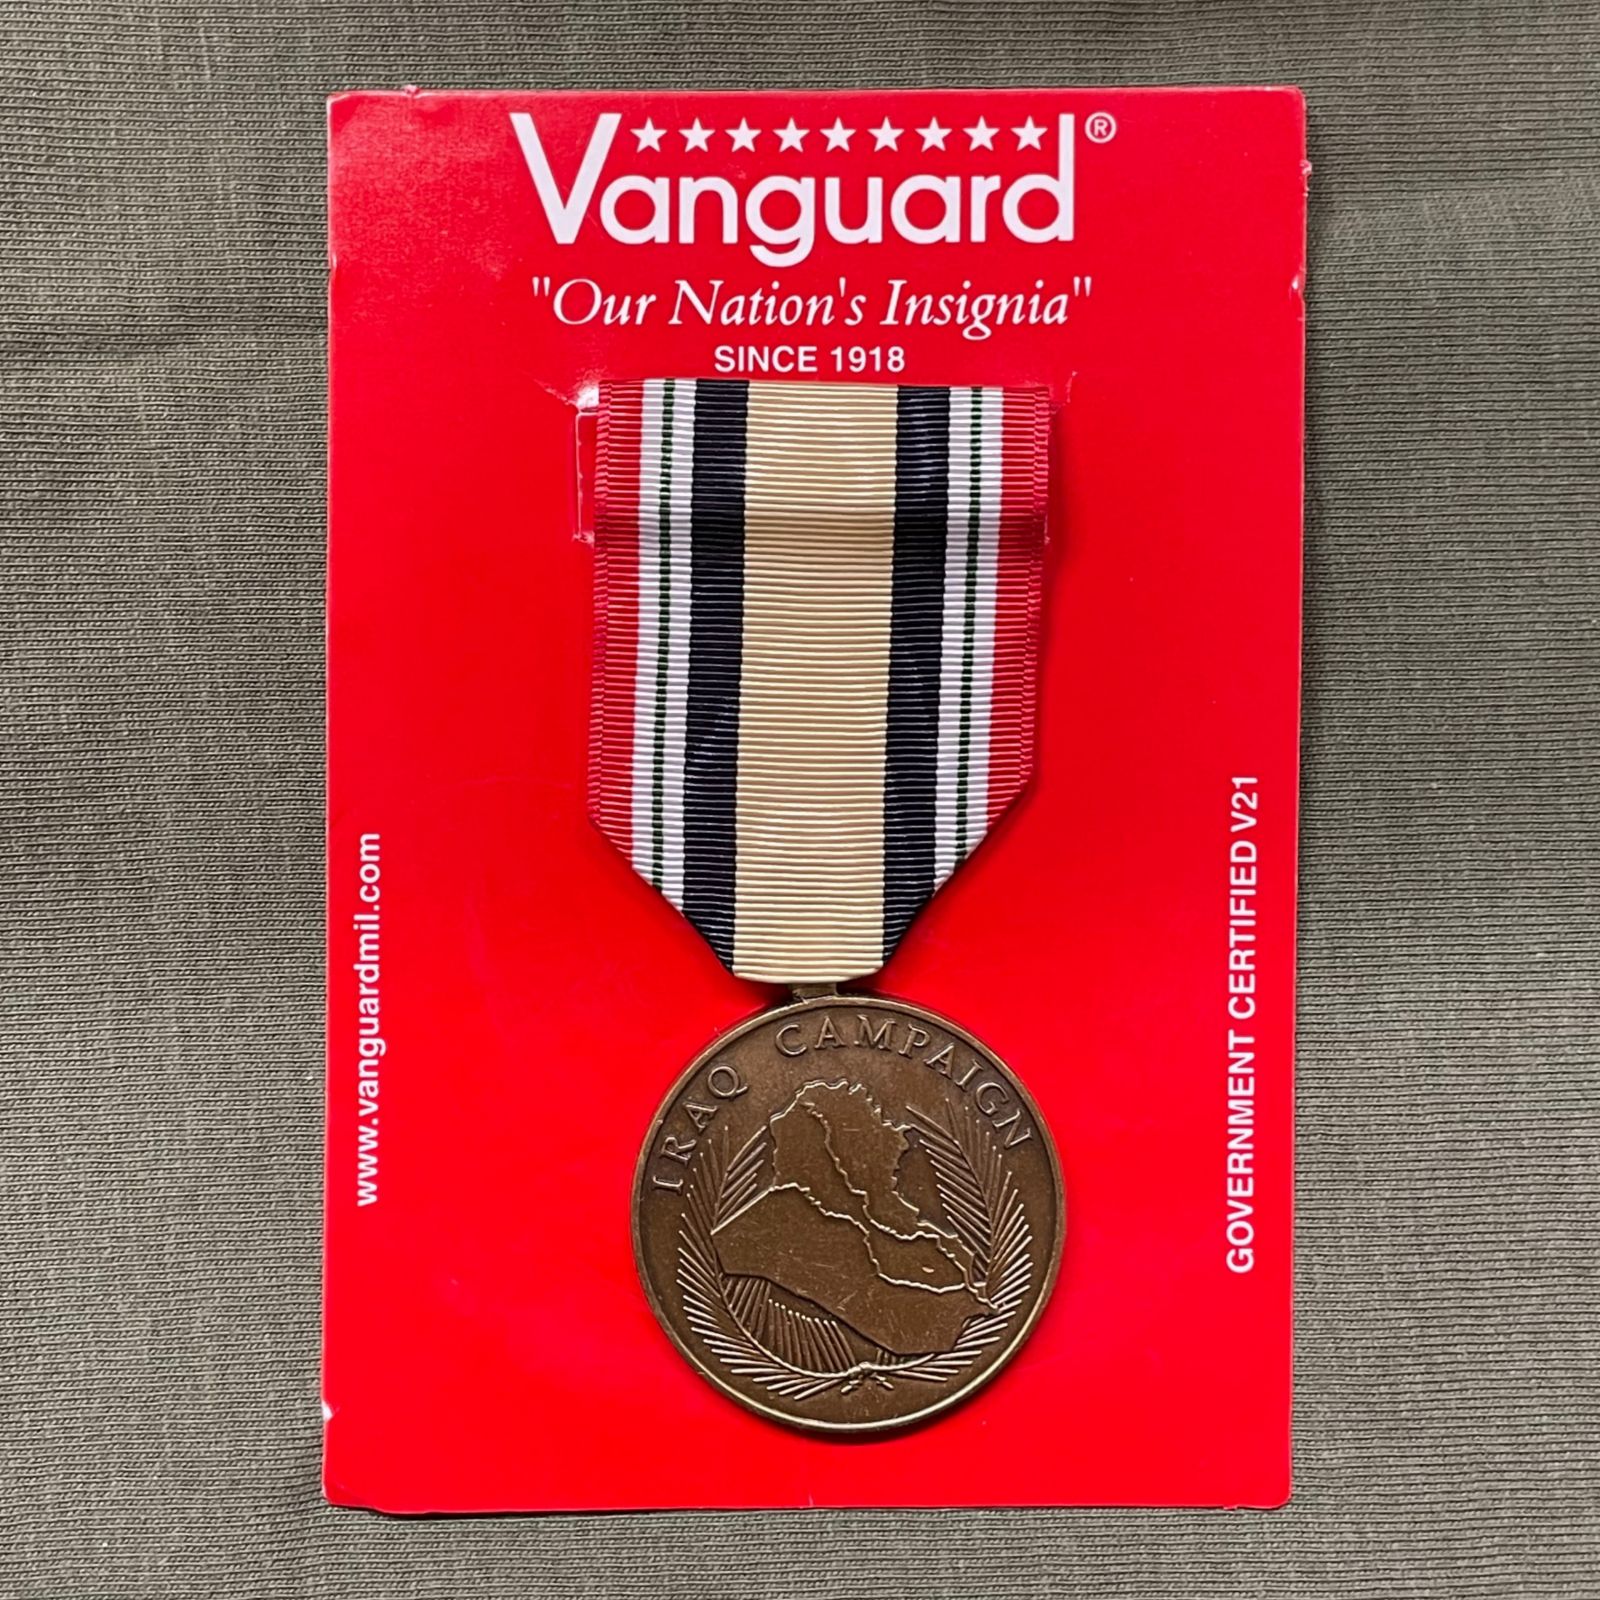 Vanguard®
"Our Nation's Insignia"
SINCE 1918
www.vanguardmil.com
GOVERNMENT CERTIFIED V21
IRAQ CAMPAIGN